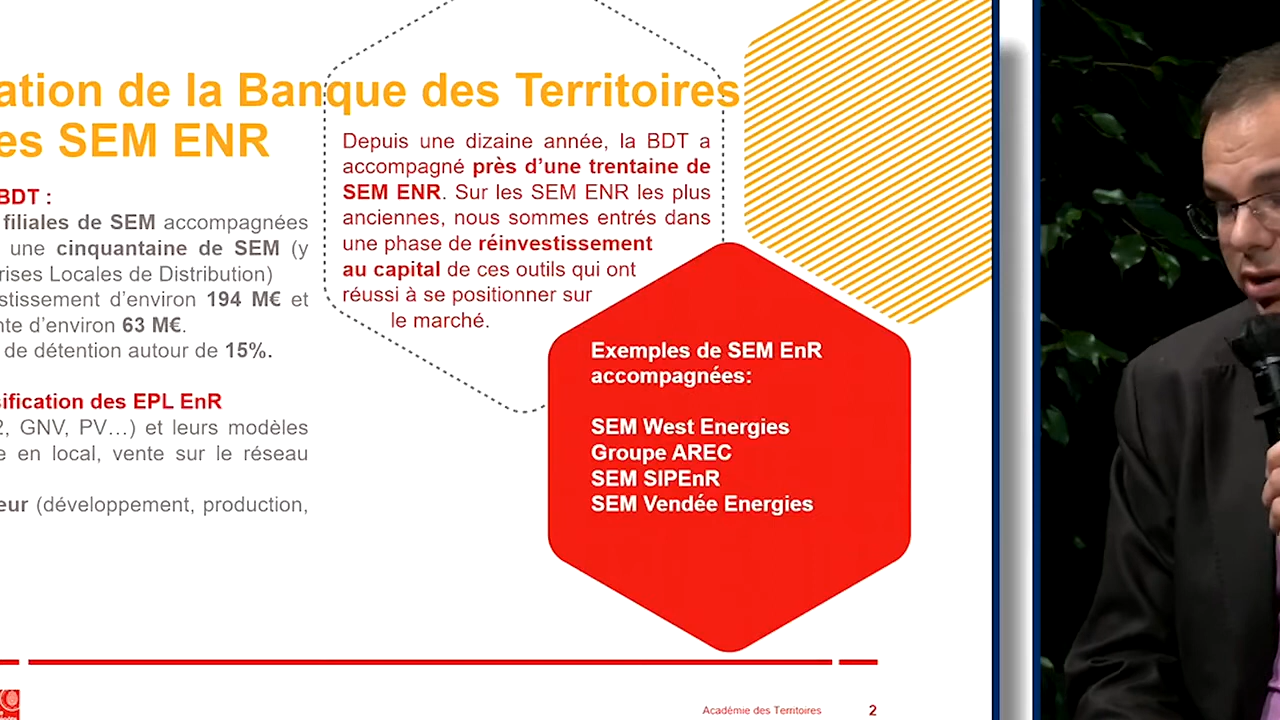 ation de la Banque des Territoires
es SEM ENR
BDT :
filiales de SEM accompagnées
une cinquantaine de SEM (y
rises Locales de Distribution)
stissement d'environ 194 M€ et
nte d'environ 63 M€.
de détention autour de 15%.
sification des EPL EnR
2, GNV, PV…) et leurs modèles
e en local, vente sur le réseau
eur (développement, production,
Depuis une dizaine année, la BDT a
accompagné près d'une trentaine de
SEM ENR. Sur les SEM ENR les plus
anciennes, nous sommes entrés dans
une phase de réinvestissement
au capital de ces outils qui ont
réussi à se positionner sur
le marché.
Exemples de SEM EnR
accompagnées:
SEM West Energies
Groupe AREC
SEM SIPEnR
SEM Vendée Energies
Académie des Territoires 2